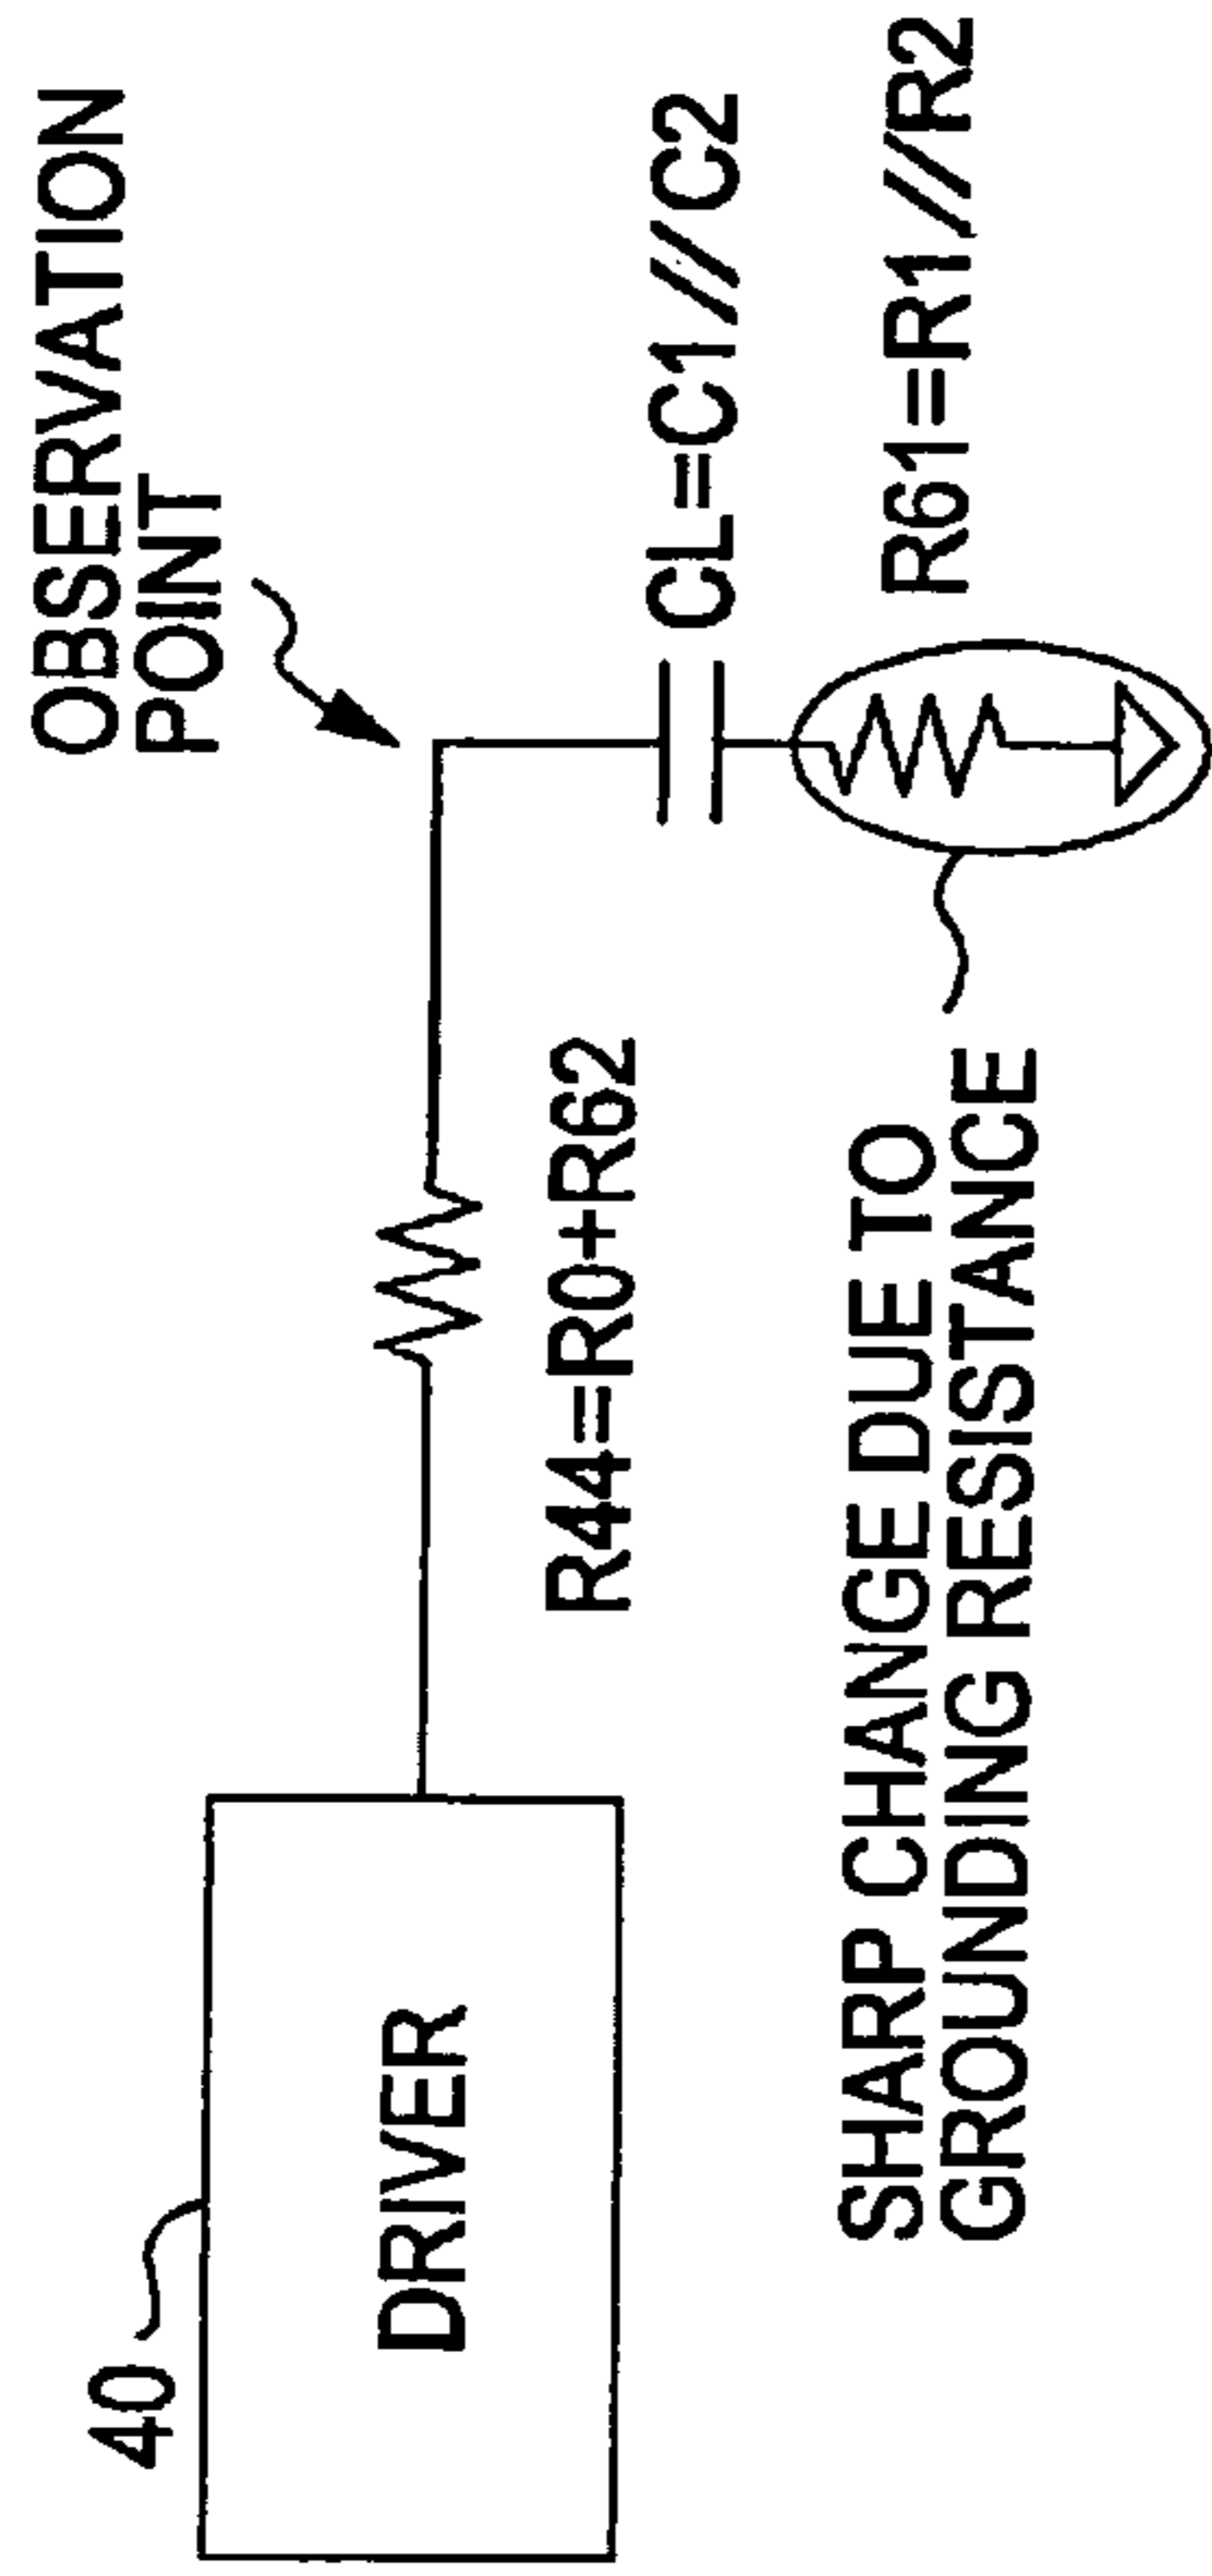 OBSERVATION
POINT
40
DRIVER
R44=R0+R62
CL=C1//C2
R61=R1//R2
SHARP CHANGE DUE TO
GROUNDING RESISTANCE